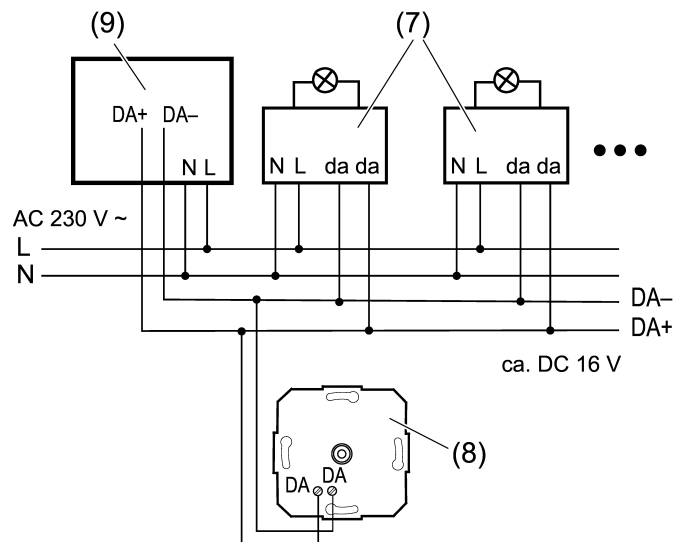 (9)
(7)
DA+ DA–
N L
N L da da
N L da da
AC 230 V ~
L
N
DA–
DA+
ca. DC 16 V
(8)
DA DA